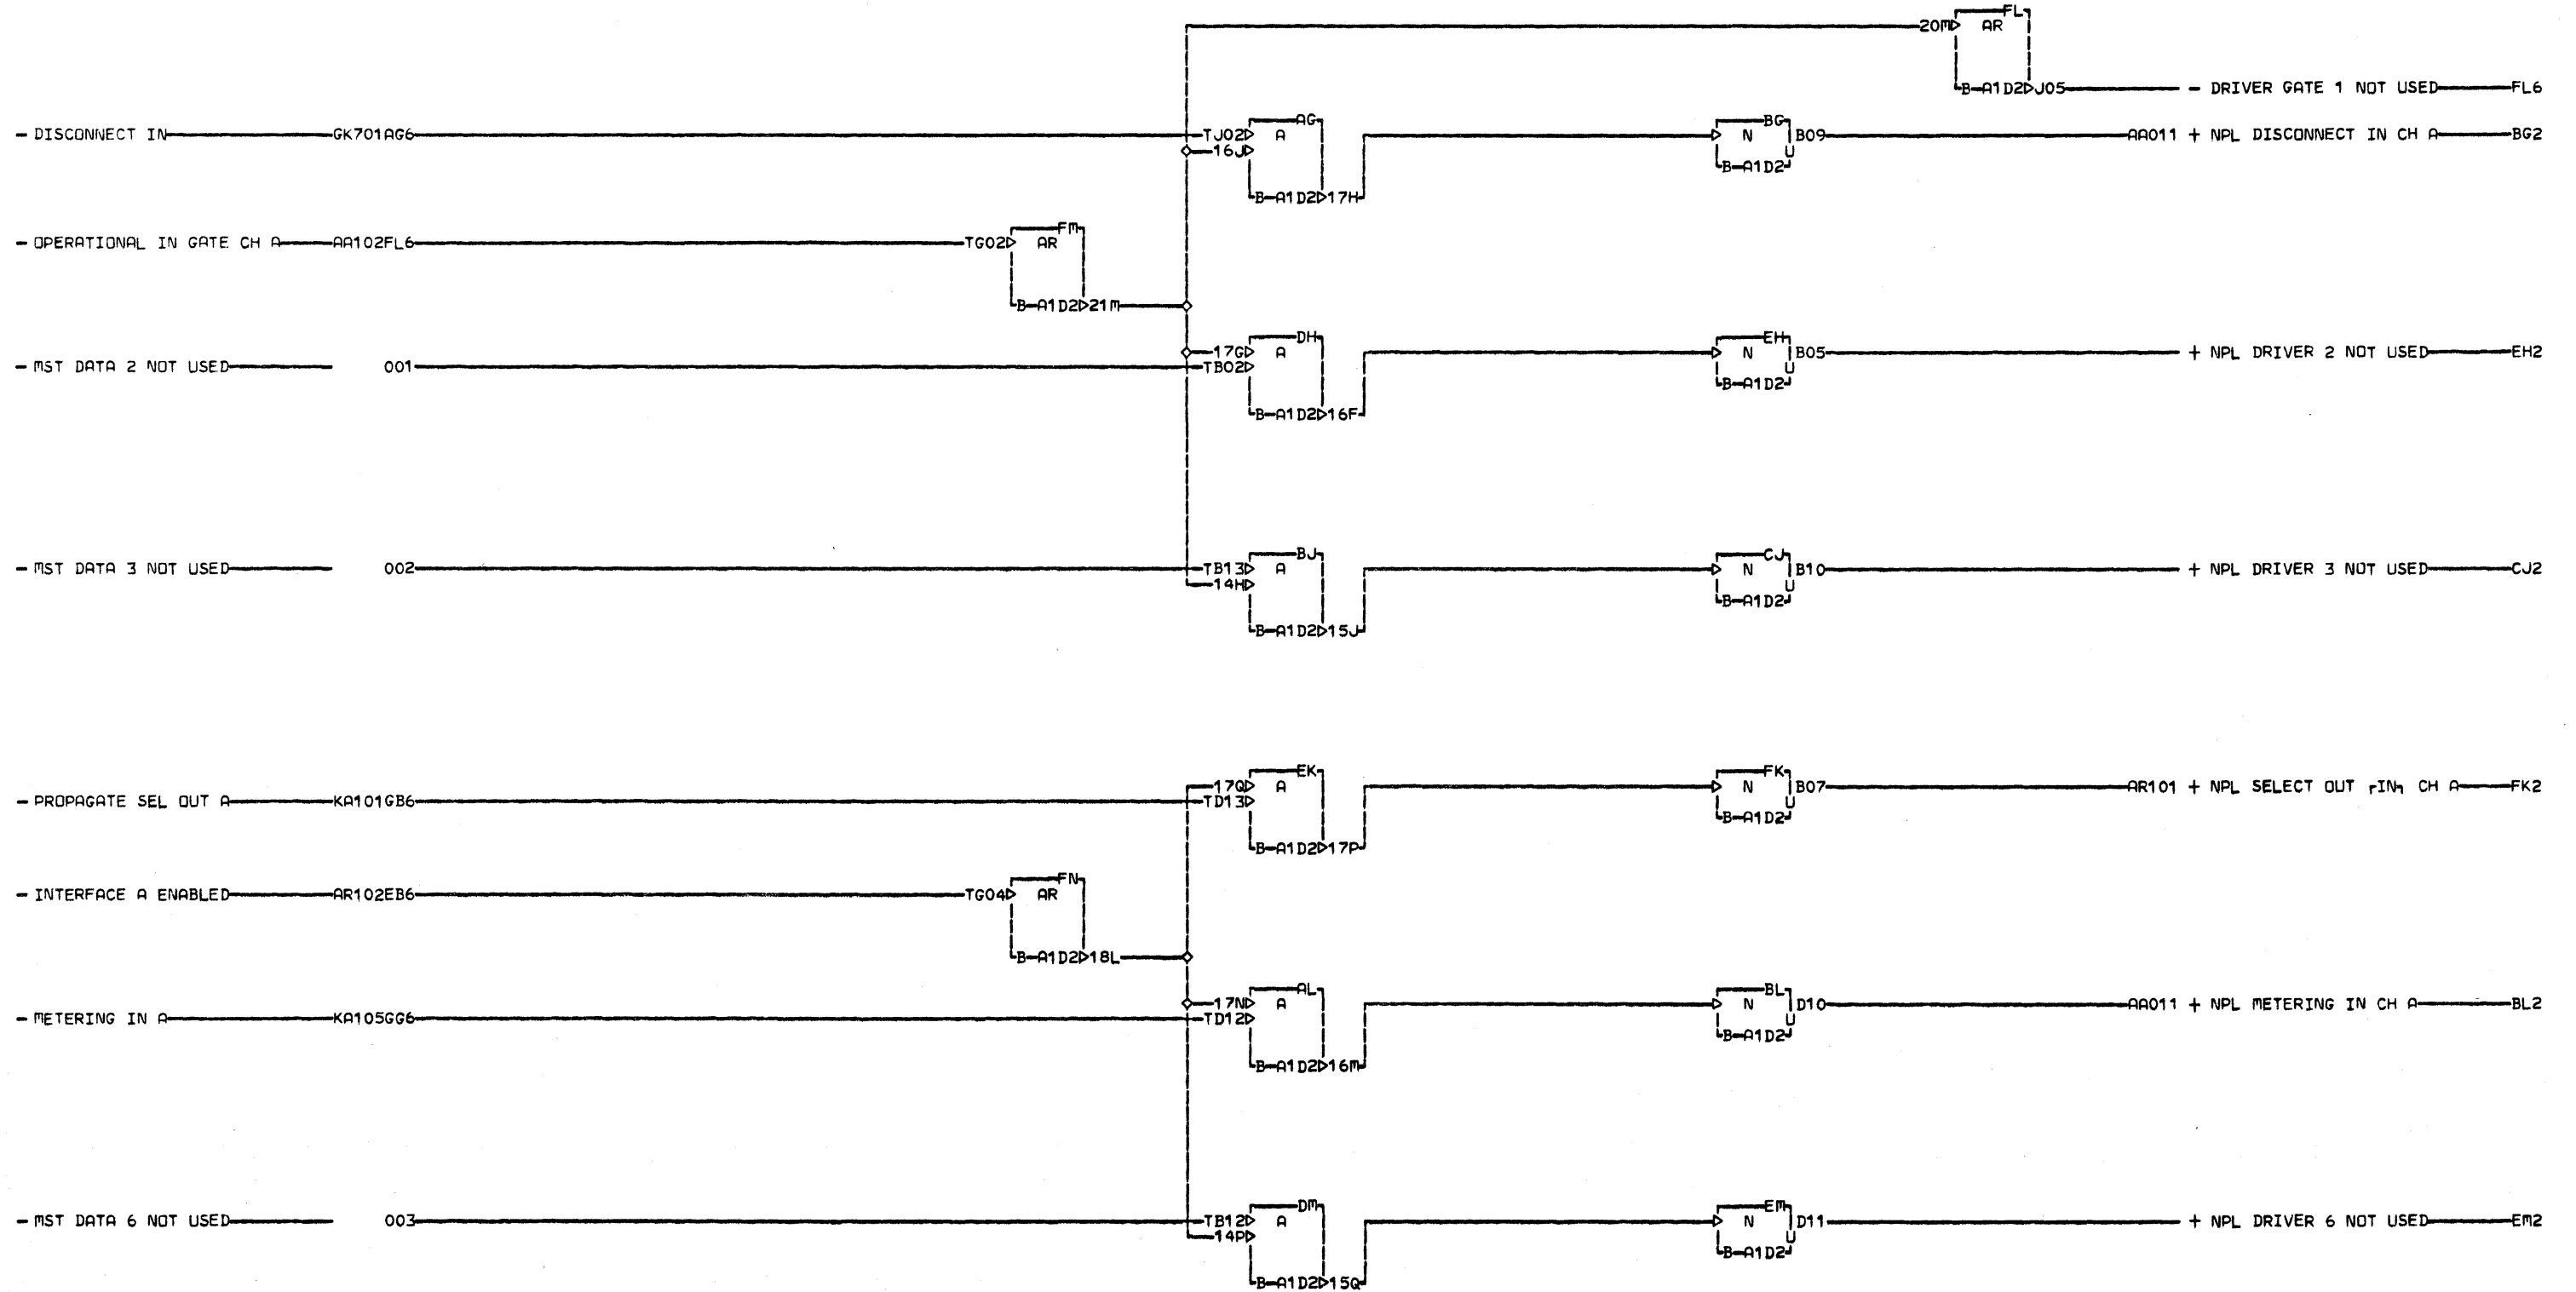 FL
20M AR
B-A1D2 J05 - DRIVER GATE 1 NOT USED FL6
AG BG
- DISCONNECT IN GK701AG6 TJ02 A N B09 AA011 + NPL DISCONNECT IN CH A BG2
16J U
B-A1D2
B-A1D2 17H
FM
- OPERATIONAL IN GATE CH A AA102FL6 TG02 AR
B-A1D2 21M
DH EH
17G A N B05 + NPL DRIVER 2 NOT USED EH2
- MST DATA 2 NOT USED 001 TB02 U
B-A1D2
B-A1D2 16F
BJ CJ
- MST DATA 3 NOT USED 002 TB13 A N B10 + NPL DRIVER 3 NOT USED CJ2
14H U
B-A1D2
B-A1D2 15J
EK FK
17Q A N B07 AR101 + NPL SELECT OUT ┌IN┐ CH A FK2
- PROPAGATE SEL OUT A KA101GB6 TD13 U
B-A1D2
B-A1D2 17P
FN
- INTERFACE A ENABLED AR102EB6 TG04 AR
B-A1D2 18L
AL BL
17N A N D10 AA011 + NPL METERING IN CH A BL2
- METERING IN A KA105GG6 TD12 U
B-A1D2
B-A1D2 16M
DM EM
- MST DATA 6 NOT USED 003 TB12 A N D11 + NPL DRIVER 6 NOT USED EM2
14P U
B-A1D2
B-A1D2 15Q